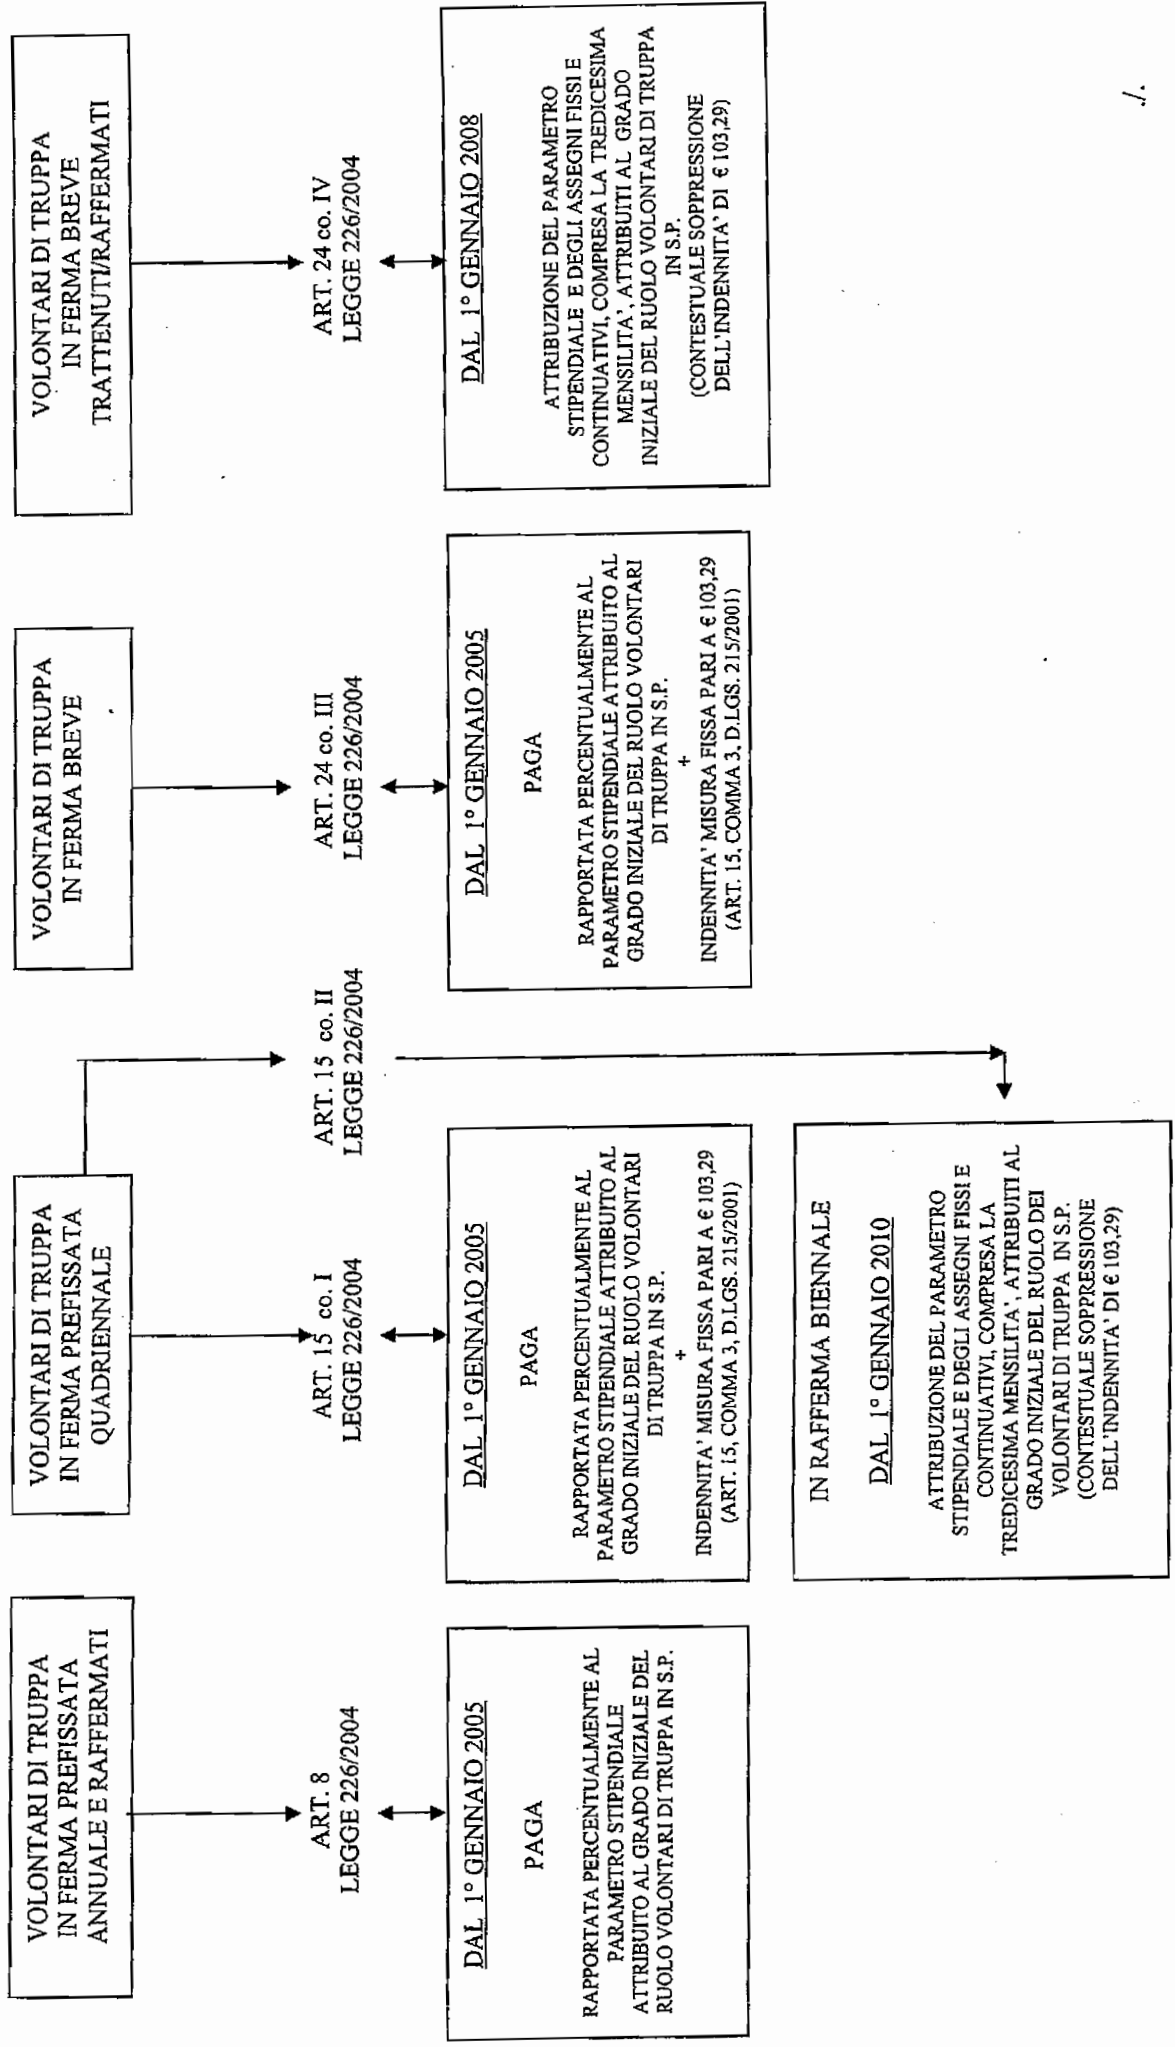 VOLONTARI DI TRUPPA
IN FERMA PREFISSATA
ANNUALE E RAFFERMATI
ART. 8
LEGGE 226/2004
DAL 1° GENNAIO 2005
PAGA
RAPPORTATA PERCENTUALMENTE AL
PARAMETRO STIPENDIALE
ATTRIBUITO AL GRADO INIZIALE DEL
RUOLO VOLONTARI DI TRUPPA IN S.P.
VOLONTARI DI TRUPPA
IN FERMA PREFISSATA
QUADRIENNALE
ART. 15 co. I
LEGGE 226/2004
DAL 1° GENNAIO 2005
PAGA
RAPPORTATA PERCENTUALMENTE AL
PARAMETRO STIPENDIALE ATTRIBUITO AL
GRADO INIZIALE DEL RUOLO VOLONTARI
DI TRUPPA IN S.P.
+
INDENNITA' MISURA FISSA PARI A € 103,29
(ART. 15, COMMA 3, D.LGS. 215/2001)
ART. 15 co. II
LEGGE 226/2004
IN RAFFERMA BIENNALE
DAL 1° GENNAIO 2010
ATTRIBUZIONE DEL PARAMETRO
STIPENDIALE E DEGLI ASSEGNI FISSI E
CONTINUATIVI, COMPRESA LA
TREDICESIMA MENSILITA', ATTRIBUITI AL
GRADO INIZIALE DEL RUOLO DEI
VOLONTARI DI TRUPPA IN S.P.
(CONTESTUALE SOPPRESSIONE
DELL'INDENNITA' DI € 103,29)
VOLONTARI DI TRUPPA
IN FERMA BREVE
ART. 24 co. III
LEGGE 226/2004
DAL 1° GENNAIO 2005
PAGA
RAPPORTATA PERCENTUALMENTE AL
PARAMETRO STIPENDIALE ATTRIBUITO AL
GRADO INIZIALE DEL RUOLO VOLONTARI
DI TRUPPA IN S.P.
+
INDENNITA' MISURA FISSA PARI A € 103,29
(ART. 15, COMMA 3, D.LGS. 215/2001)
VOLONTARI DI TRUPPA
IN FERMA BREVE
TRATTENUTI/RAFFERMATI
ART. 24 co. IV
LEGGE 226/2004
DAL 1° GENNAIO 2008
ATTRIBUZIONE DEL PARAMETRO
STIPENDIALE E DEGLI ASSEGNI FISSI E
CONTINUATIVI, COMPRESA LA TREDICESIMA
MENSILITA', ATTRIBUITI AL GRADO
INIZIALE DEL RUOLO VOLONTARI DI TRUPPA
IN S.P.
(CONTESTUALE SOPPRESSIONE
DELL'INDENNITA' DI € 103,29)
./.